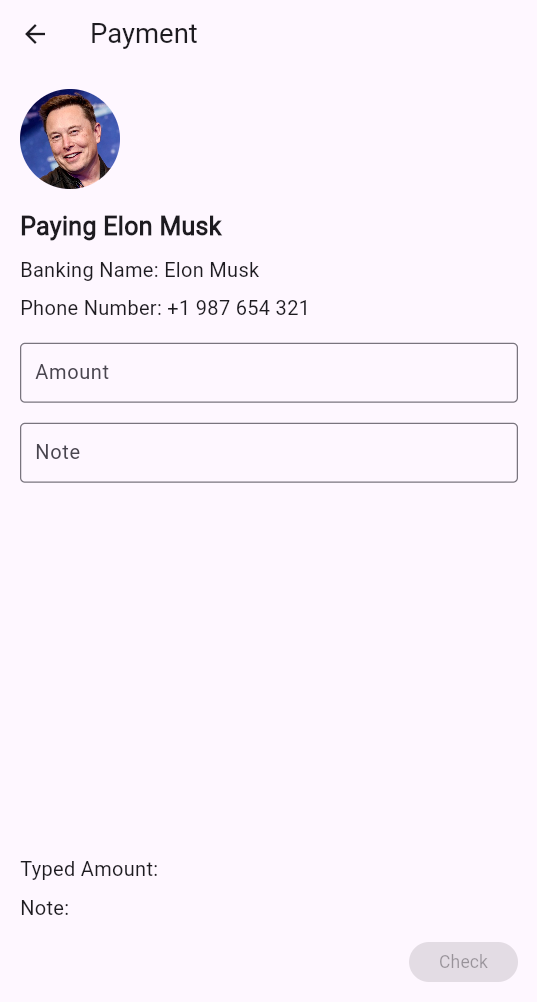 Payment
Paying Elon Musk
Banking Name: Elon Musk
Phone Number: +1 987 654 321
Amount
Note
Typed Amount:
Note:
Check